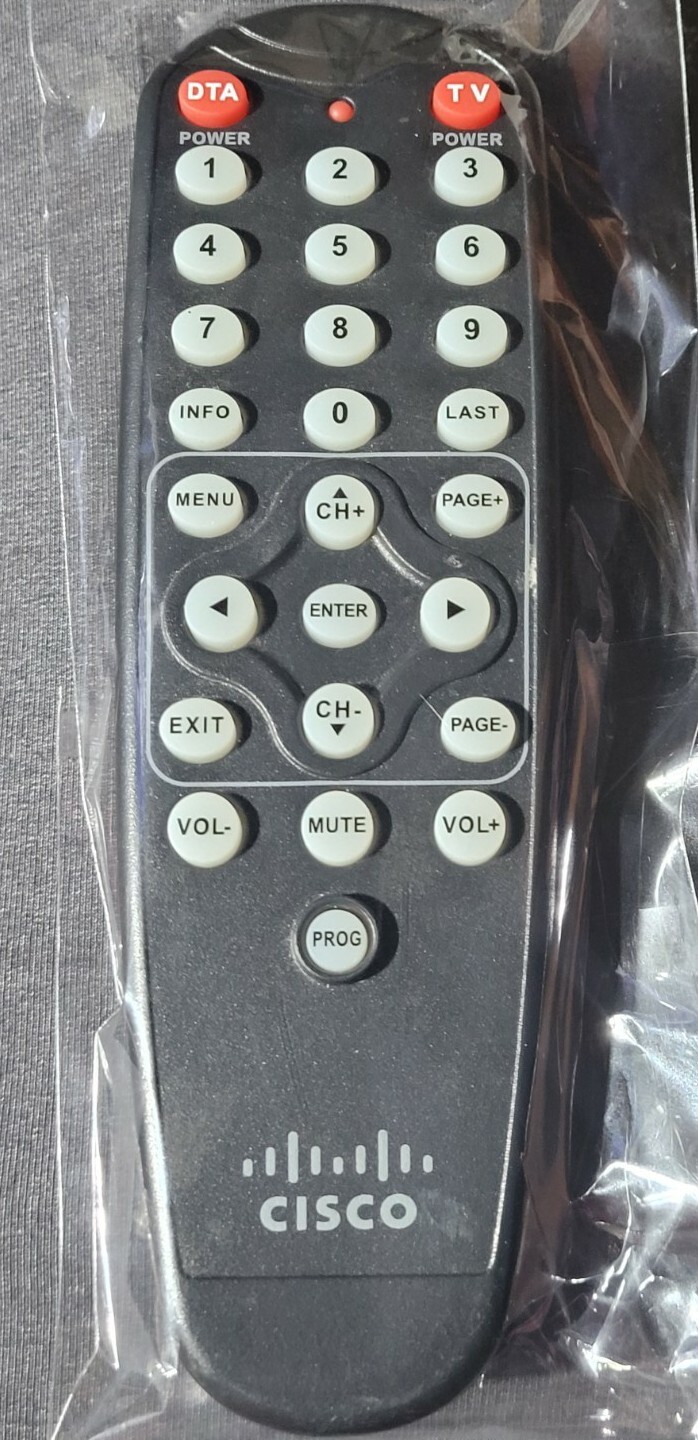 DTA TV
POWER POWER
1 2 3
4 5 6
7 8 9
INFO 0 LAST
MENU CH+ PAGE+
ENTER
EXIT CH- PAGE-
VOL- MUTE VOL+
PROG
CISCO